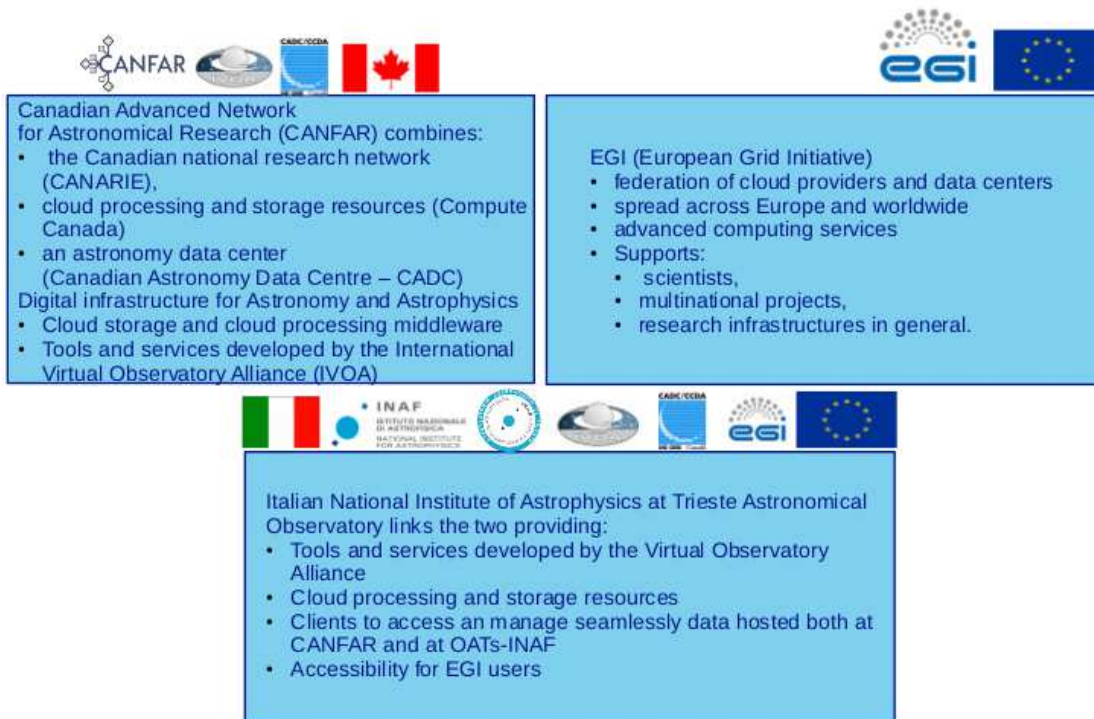 CANFAR
CADC/CCDA
egi
Canadian Advanced Network
for Astronomical Research (CANFAR) combines:
• the Canadian national research network
(CANARIE),
• cloud processing and storage resources (Compute
Canada)
• an astronomy data center
(Canadian Astronomy Data Centre – CADC)
Digital infrastructure for Astronomy and Astrophysics
• Cloud storage and cloud processing middleware
• Tools and services developed by the International
Virtual Observatory Alliance (IVOA)
EGI (European Grid Initiative)
• federation of cloud providers and data centers
• spread across Europe and worldwide
• advanced computing services
• Supports:
• scientists,
• multinational projects,
• research infrastructures in general.
INAF
ISTITUTO NAZIONALE
DI ASTROFISICA
NATIONAL INSTITUTE
FOR ASTROPHYSICS
CADC/CCDA
egi
Italian National Institute of Astrophysics at Trieste Astronomical
Observatory links the two providing:
• Tools and services developed by the Virtual Observatory
Alliance
• Cloud processing and storage resources
• Clients to access an manage seamlessly data hosted both at
CANFAR and at OATs-INAF
• Accessibility for EGI users